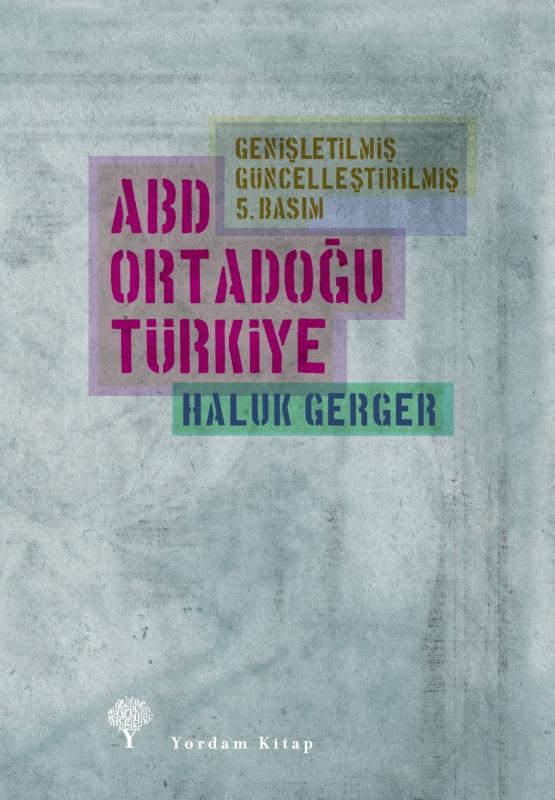 GENİŞLETİLMİŞ
GÜNCELLEŞTİRİLMİŞ
5. BASIM
ABD
ORTADOĞU
TÜRKİYE
HALUK GERGER
Y
Yordam Kitap